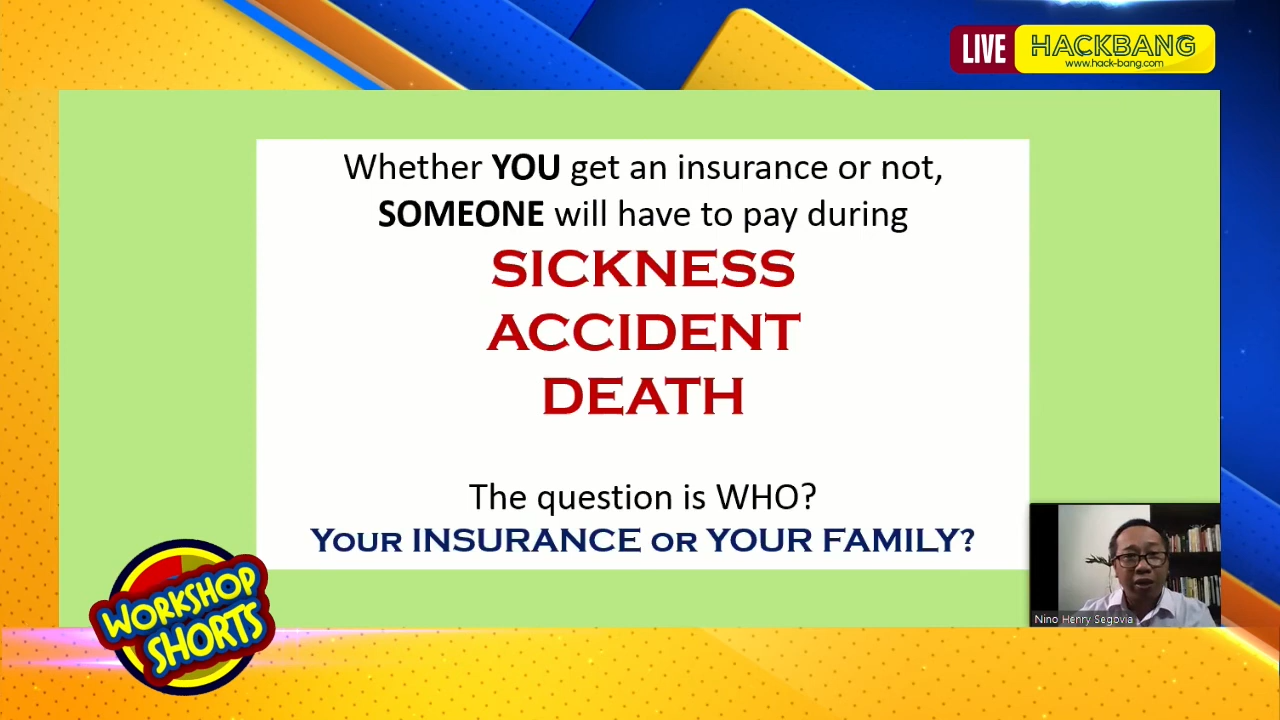 LIVE HACKBANG
www.hack-bang.com
Whether YOU get an insurance or not,
SOMEONE will have to pay during
SICKNESS
ACCIDENT
DEATH
The question is WHO?
YOUR INSURANCE OR YOUR FAMILY?
WORKSHOP
SHORTS
Nino Henry Segovia